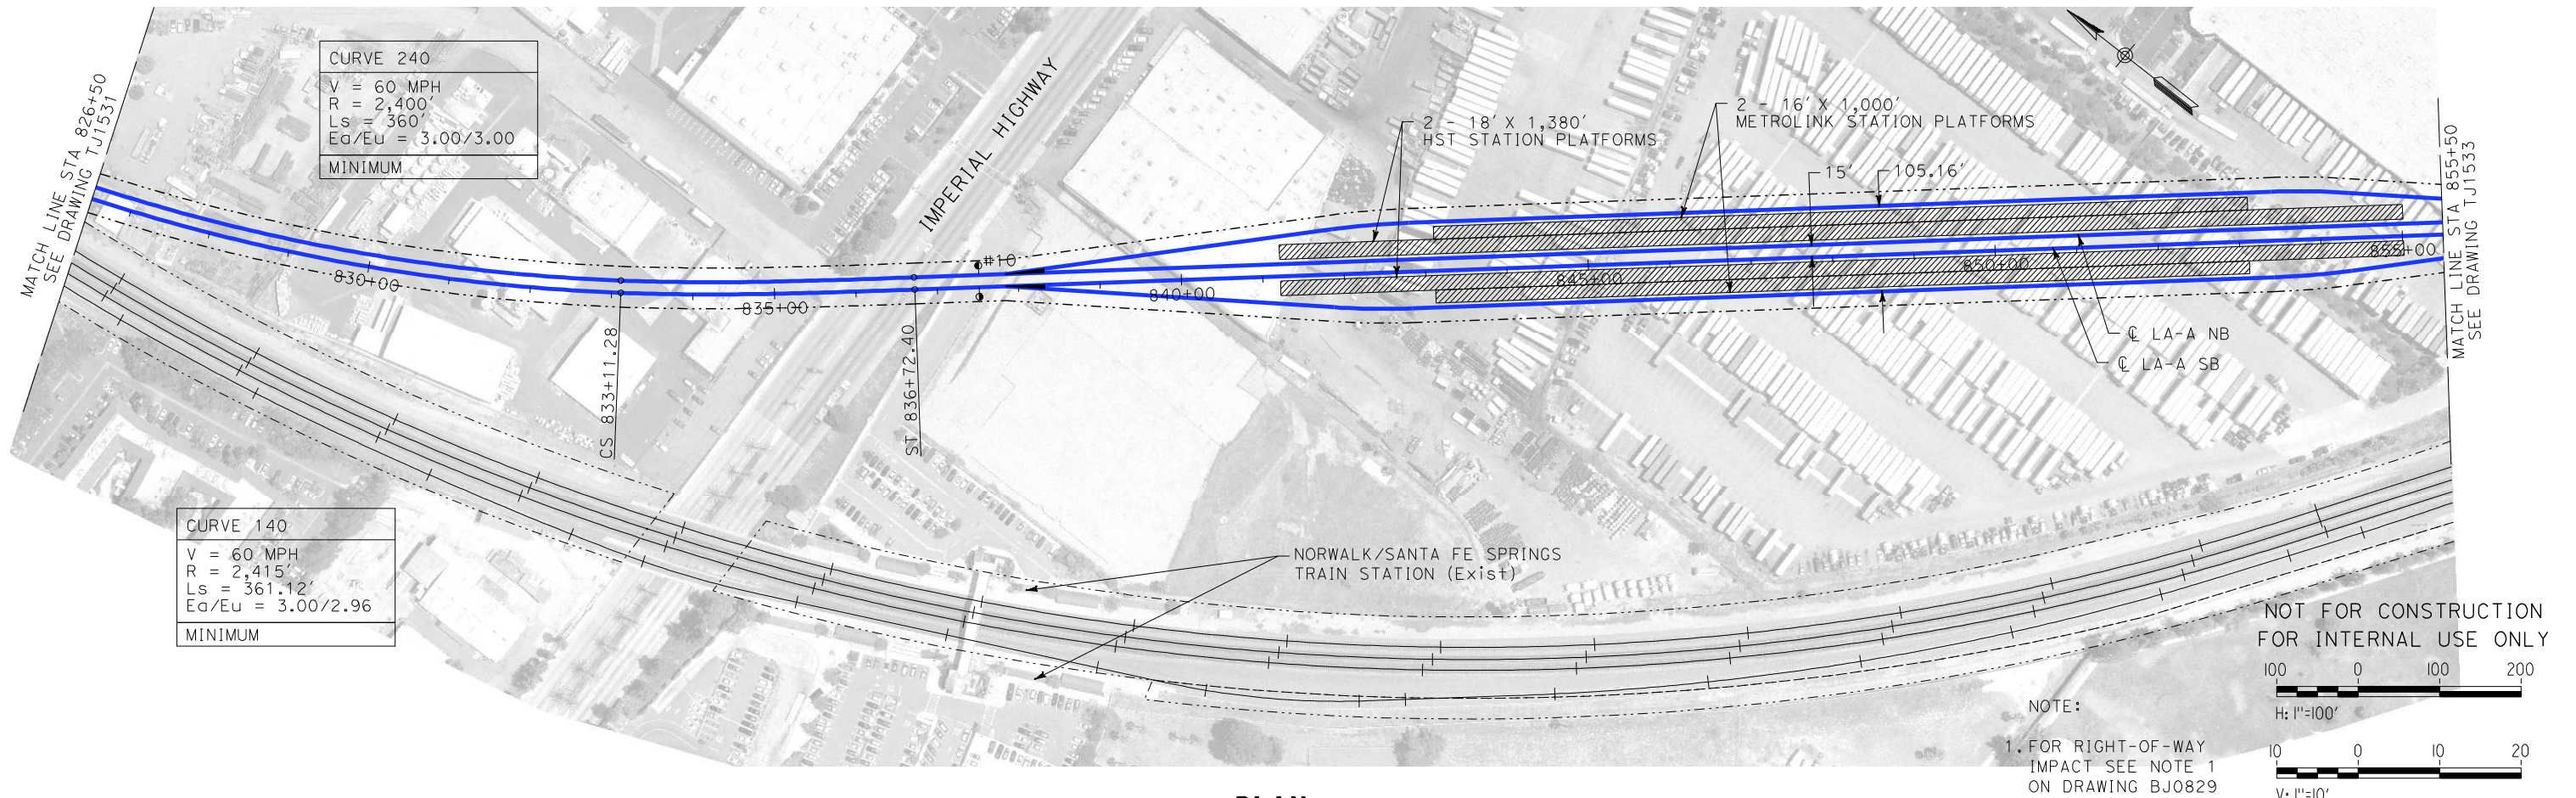 MATCH LINE STA 826+50
SEE DRAWING TJ1531
CURVE 240
V = 60 MPH
R = 2,400'
Ls = 360'
Ea/Eu = 3.00/3.00
MINIMUM
IMPERIAL HIGHWAY
2 - 18' X 1,380'
HST STATION PLATFORMS
2 - 16' X 1,000'
METROLINK STATION PLATFORMS
15'
105.16'
MATCH LINE STA 855+50
SEE DRAWING TJ1533
#10
830+00
835+00
840+00
845+00
850+00
855+00
CS 833+11.28
ST 836+72.40
℄ LA-A NB
℄ LA-A SB
CURVE 140
V = 60 MPH
R = 2,415'
Ls = 361.12'
Ea/Eu = 3.00/2.96
MINIMUM
NORWALK/SANTA FE SPRINGS
TRAIN STATION (Exist)
NOT FOR CONSTRUCTION
FOR INTERNAL USE ONLY
100 0 100 200
H: 1"=100'
NOTE:
1. FOR RIGHT-OF-WAY
IMPACT SEE NOTE 1
ON DRAWING BJ0829
10 0 10 20
V: 1"=10'
PLAN